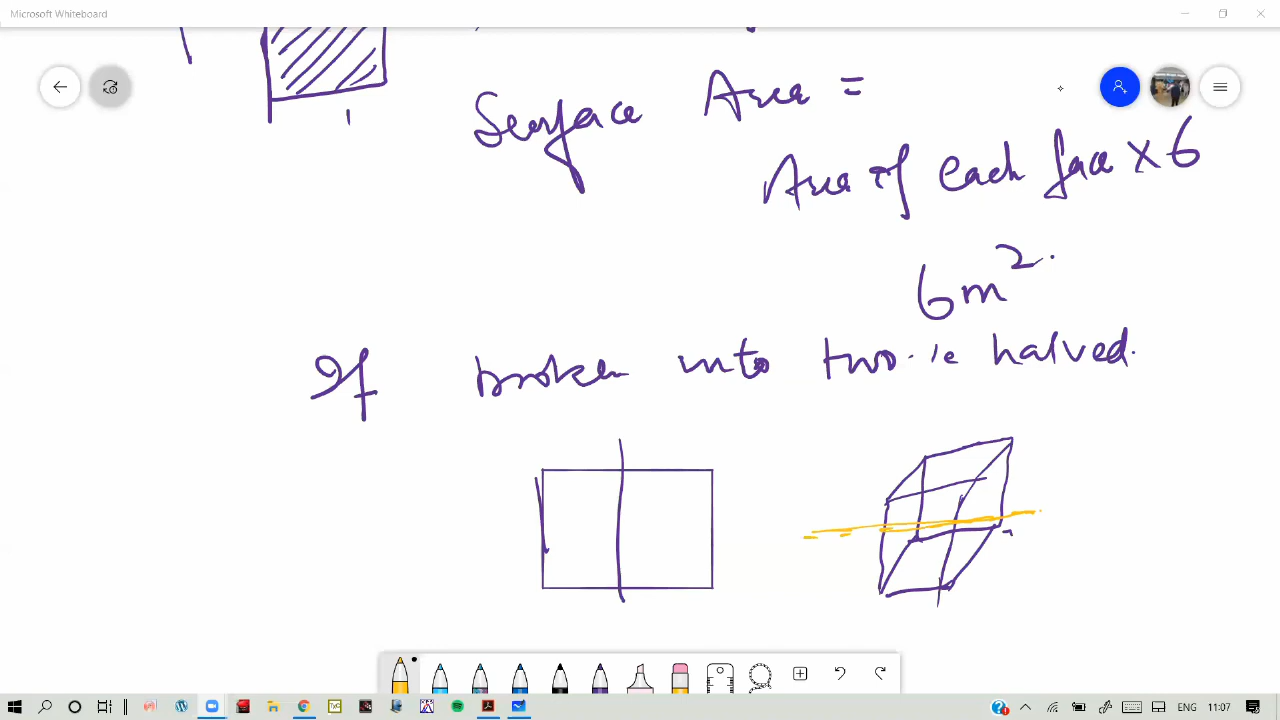 Microsoft Whiteboard
1
Surface Area =
Area of each face × 6
6m².
If broken into two ie halved.
ENG 11:07